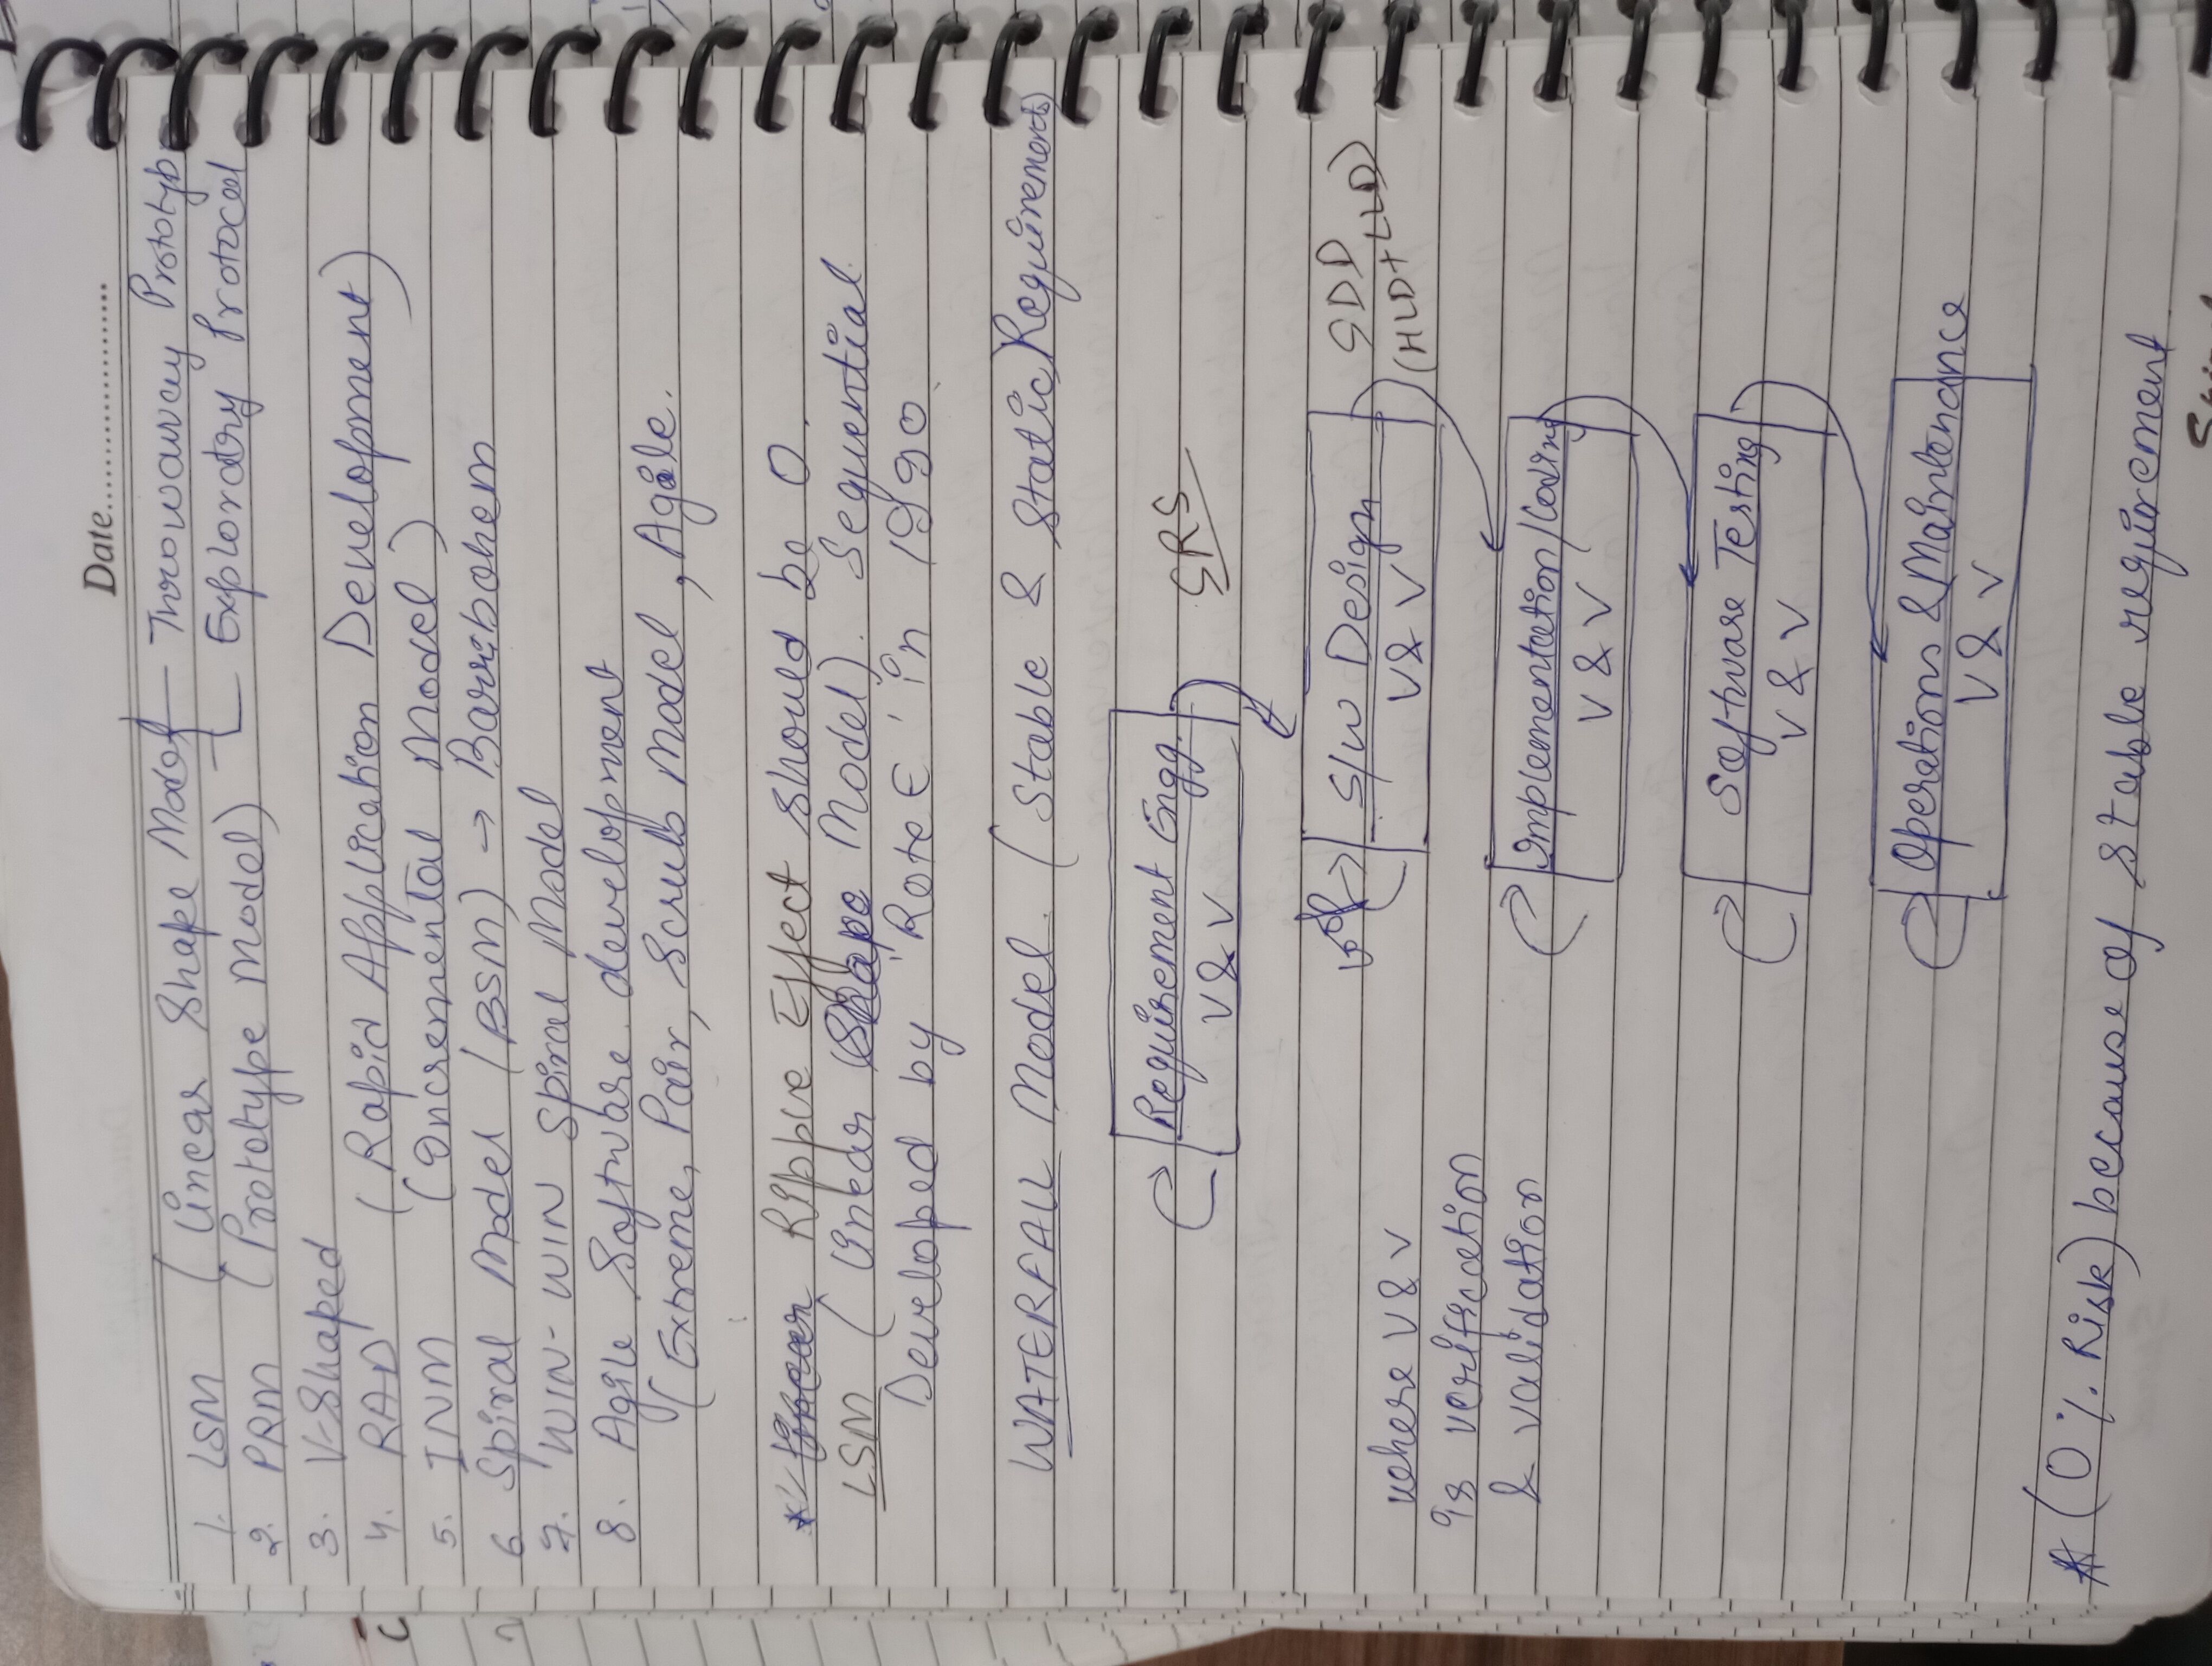 Date
1. LSM (Linear Shape Model - Throwaway Prototype
2. PRM (Prototype Model) - Exploratory Protocol
3. V-Shaped
4. RAD (Rapid Application Development)
5. INM (Incremental Model)
6. Spiral Model (BSM) → Barrebohem
7. WIN-WIN Spiral Model
8. Agile Software development
(Extreme, Pair, Scrub Model, Agile.
* Ripple Effect should be 0.
LSM (Linear Model). Sequential
Developed by 'Rote E' in 1990.
WATERFALL Model. (Stable & Static) Requirements)
Requirement Engg.
V & V
SRS
S/W Design
V & V
SDD
(HLD + LLD)
where V & V
is verification
& validation
Implementation/Coding
V & V
Software Testing
V & V
Operations & Maintenance
V & V
* (0% Risk) because of stable requirement